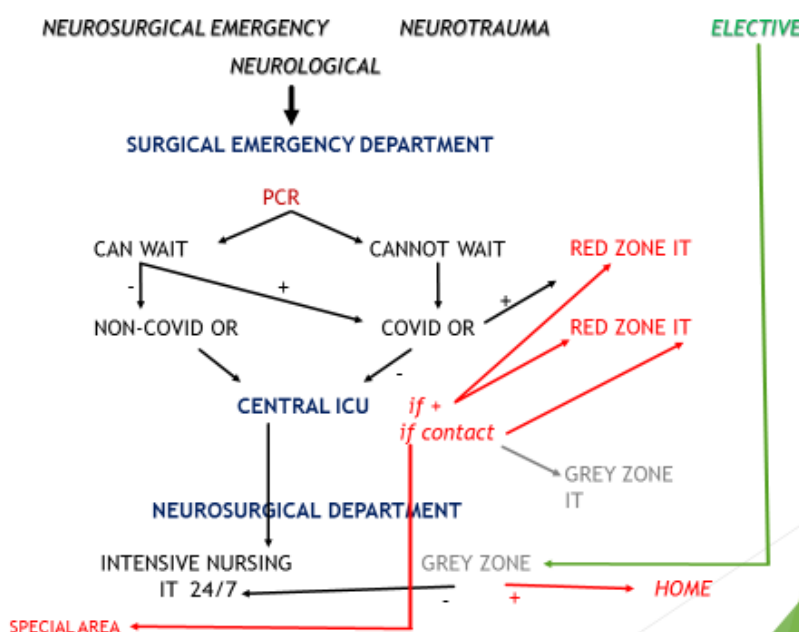 NEUROSURGICAL EMERGENCY NEUROTRAUMA ELECTIVE
NEUROLOGICAL
SURGICAL EMERGENCY DEPARTMENT
PCR
CAN WAIT CANNOT WAIT RED ZONE IT
- + +
NON-COVID OR COVID OR RED ZONE IT
-
CENTRAL ICU if +
if contact
GREY ZONE
IT
NEUROSURGICAL DEPARTMENT
INTENSIVE NURSING GREY ZONE
IT 24/7 - + HOME
SPECIAL AREA